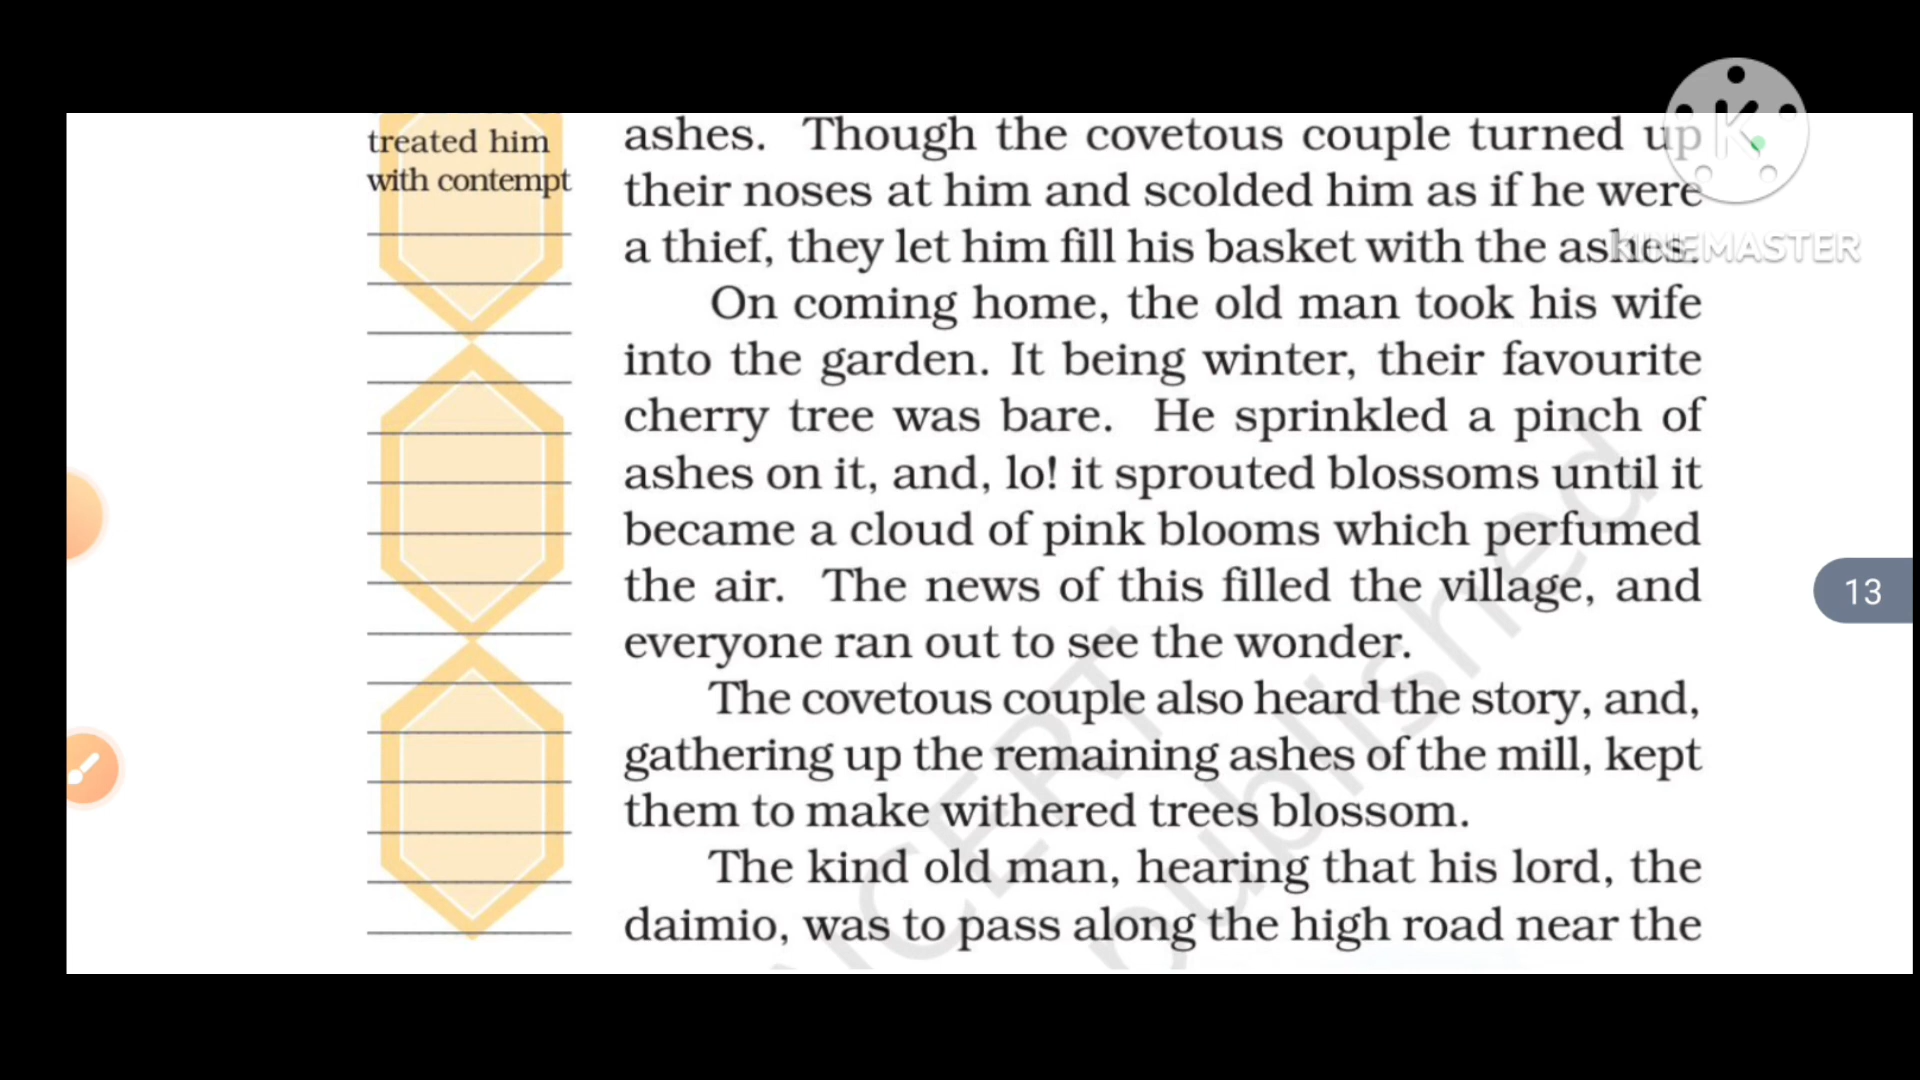 treated him
with contempt
ashes. Though the covetous couple turned up
their noses at him and scolded him as if he were
a thief, they let him fill his basket with the ashes.
On coming home, the old man took his wife
into the garden. It being winter, their favourite
cherry tree was bare. He sprinkled a pinch of
ashes on it, and, lo! it sprouted blossoms until it
became a cloud of pink blooms which perfumed
the air. The news of this filled the village, and
everyone ran out to see the wonder.
The covetous couple also heard the story, and,
gathering up the remaining ashes of the mill, kept
them to make withered trees blossom.
The kind old man, hearing that his lord, the
daimio, was to pass along the high road near the
K
KINEMASTER
13
NCERT
published